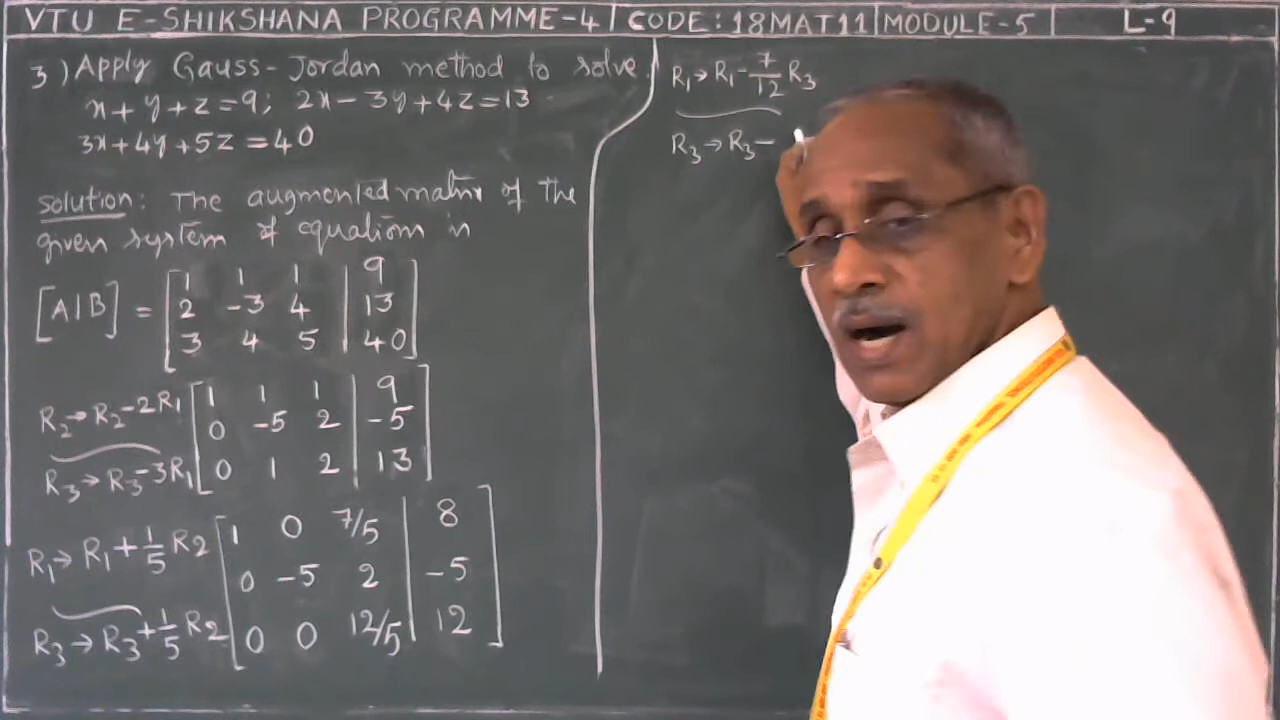 VTU E-SHIKSHANA PROGRAMME-4 | CODE: 18MAT11 | MODULE-5 | L-9
3) Apply Gauss-Jordan method to solve.
x + y + z = 9; 2x - 3y + 4z = 13
3x + 4y + 5z = 40
Solution: The augmented matrix of the
given system of equations is
[A|B] = [1 1 1 | 9
2 -3 4 | 13
3 4 5 | 40]
R2→R2-2R1 [1 1 1 | 9
0 -5 2 | -5
R3→R3-3R1 0 1 2 | 13]
R1→R1+1/5 R2 [1 0 7/5 | 8
0 -5 2 | -5
R3→R3+1/5 R2 0 0 12/5 | 12]
R1→R1-7/12 R3
R3→R3-